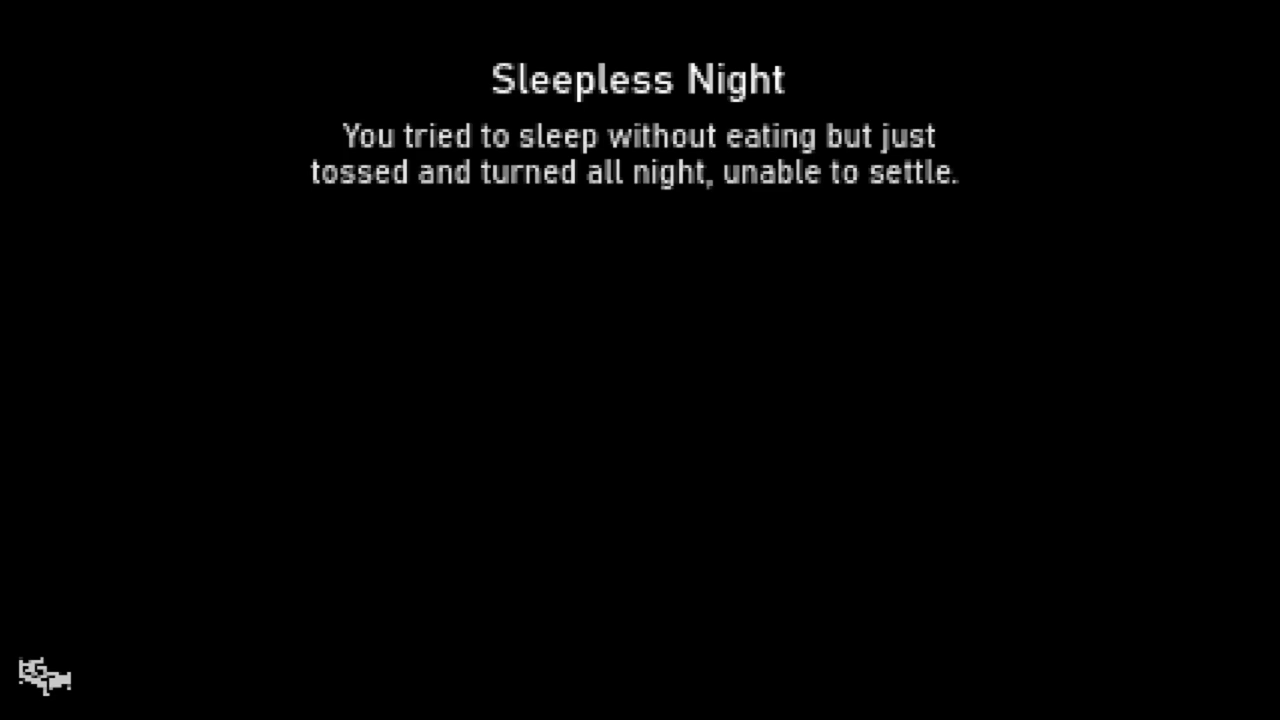 Sleepless Night
You tried to sleep without eating but just
tossed and turned all night, unable to settle.